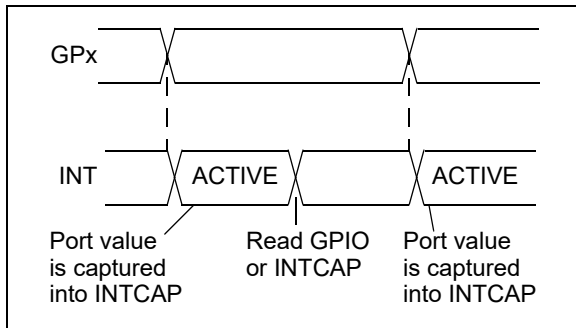 GPx
INT
ACTIVE
ACTIVE
Port value
is captured
into INTCAP
Read GPIO
or INTCAP
Port value
is captured
into INTCAP